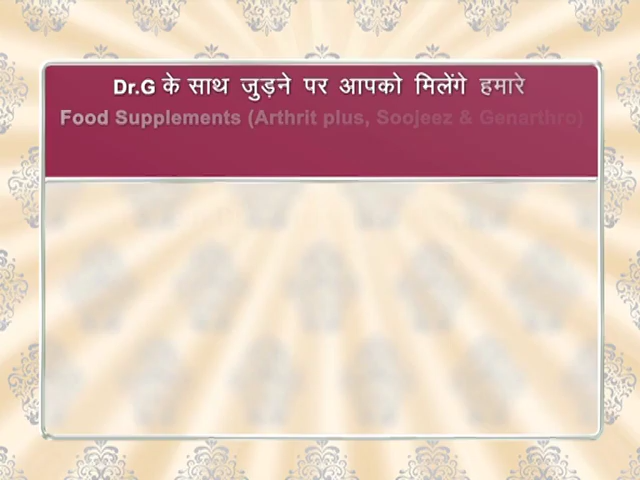 Dr.G के साथ जुड़ने पर आपको मिलेंगे हमारे
Food Supplements (Arthrit plus, Soojeez & Genarthro)